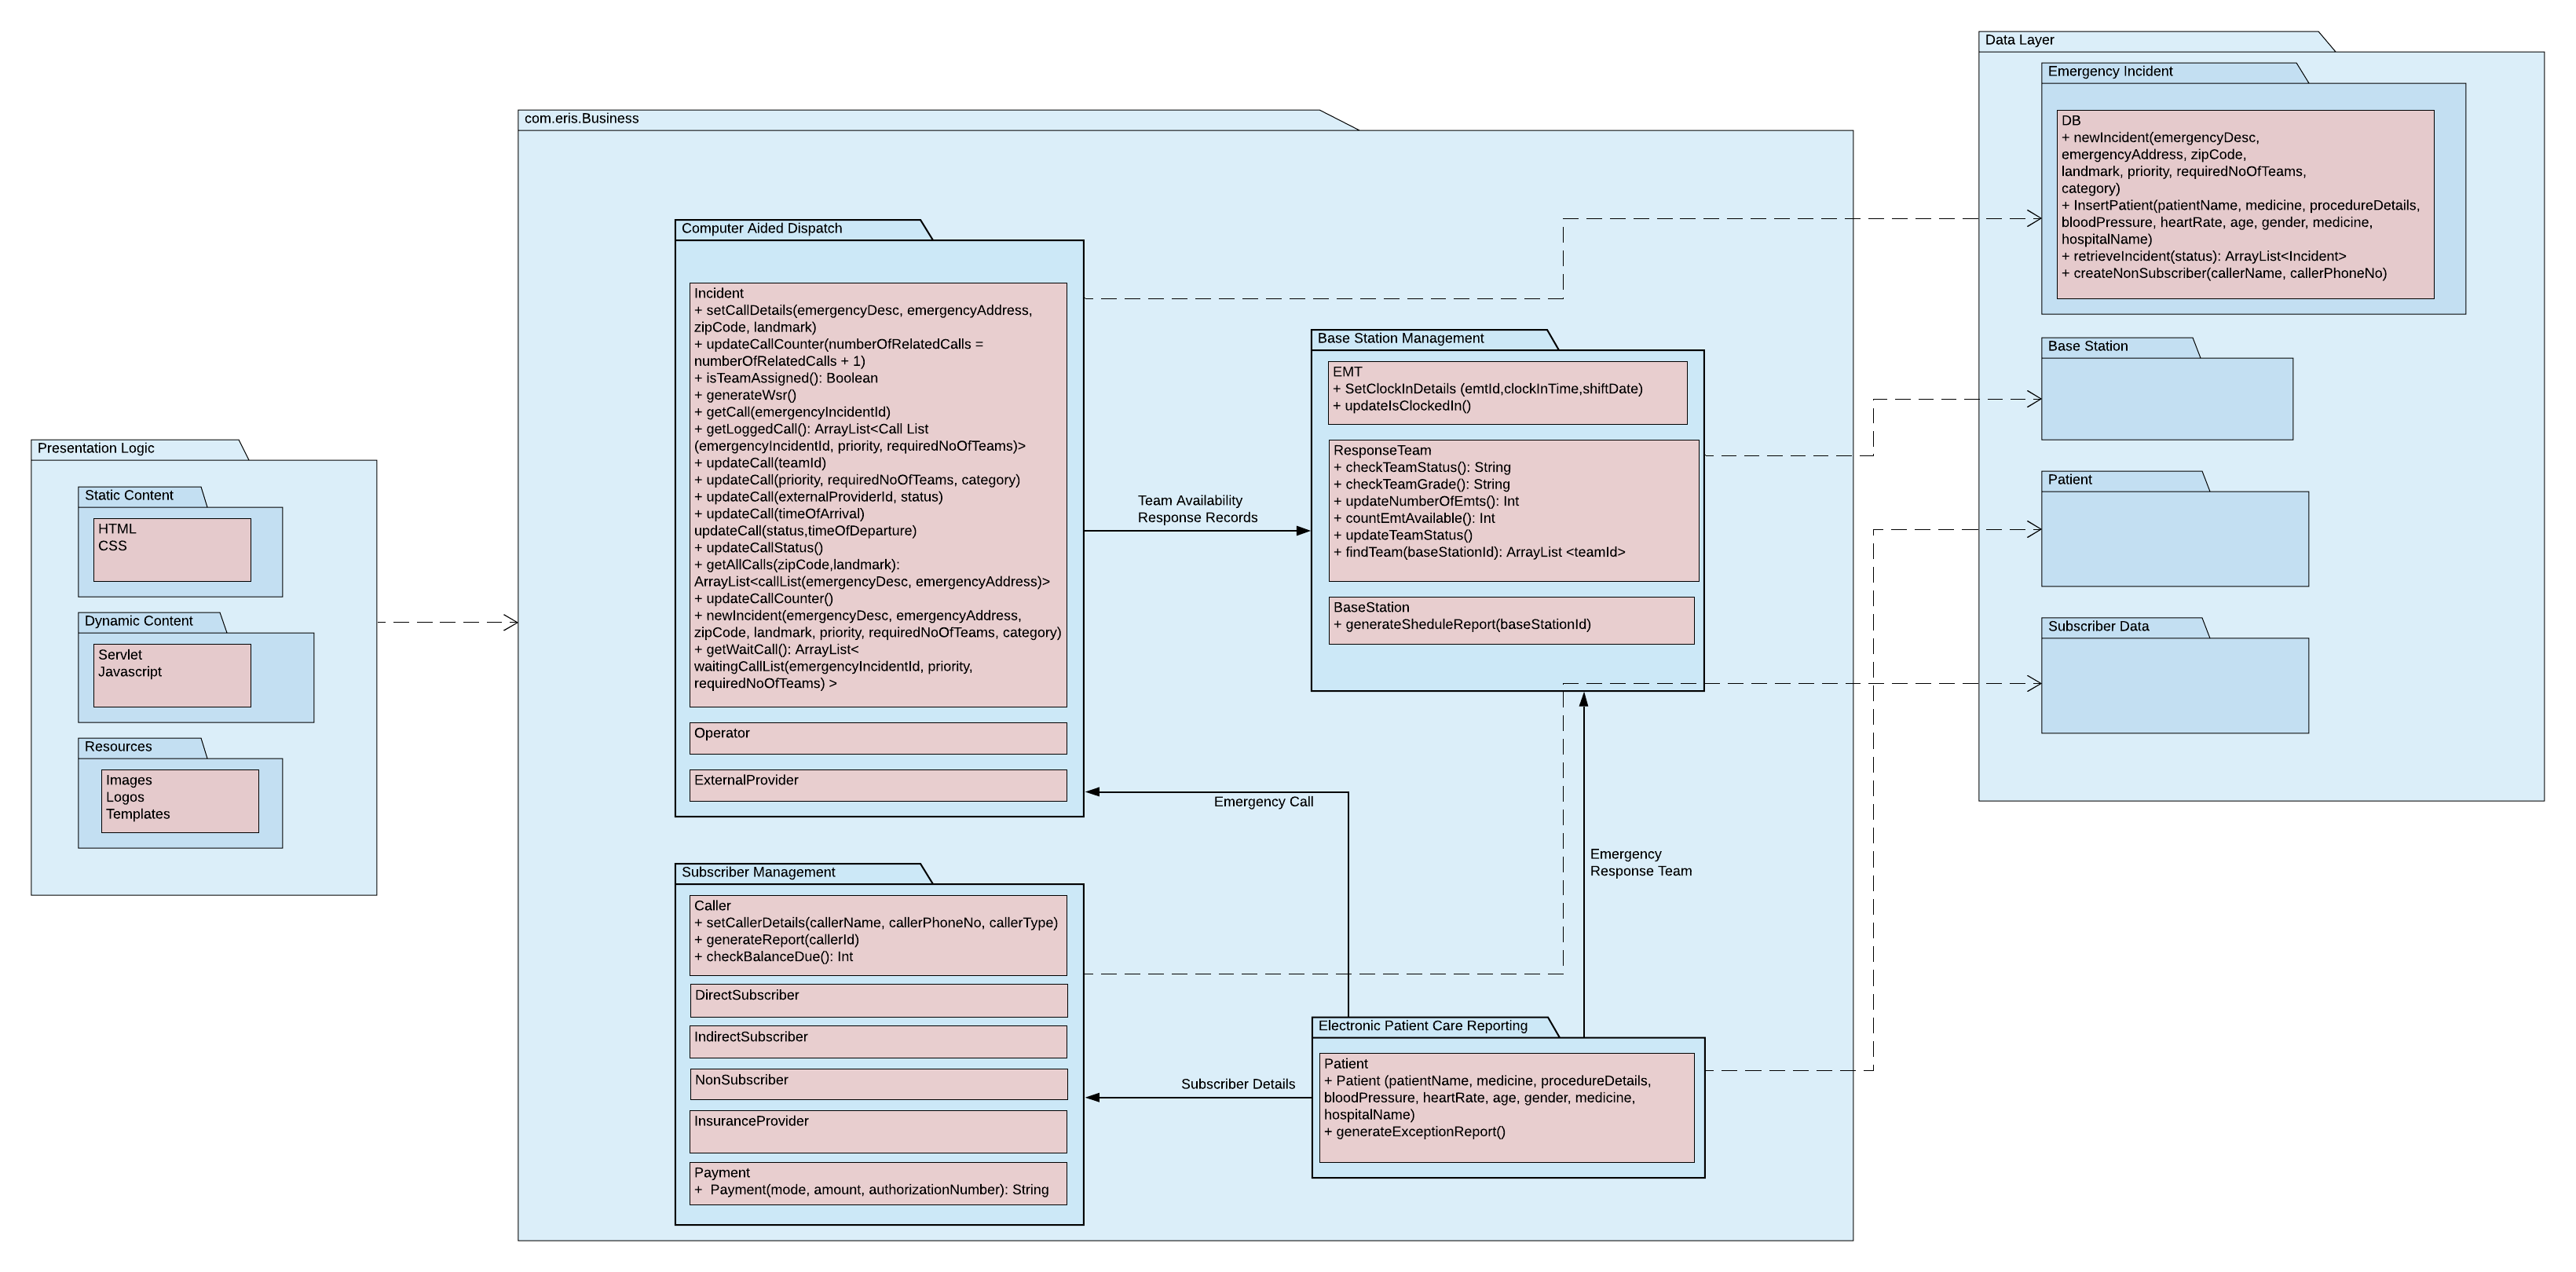 Presentation Logic
Static Content
HTML
CSS
Dynamic Content
Servlet
Javascript
Resources
Images
Logos
Templates
com.eris.Business
Computer Aided Dispatch
Incident
+ setCallDetails(emergencyDesc, emergencyAddress,
zipCode, landmark)
+ updateCallCounter(numberOfRelatedCalls =
numberOfRelatedCalls + 1)
+ isTeamAssigned(): Boolean
+ generateWsr()
+ getCall(emergencyIncidentId)
+ getLoggedCall(): ArrayList<Call List
(emergencyIncidentId, priority, requiredNoOfTeams)>
+ updateCall(teamId)
+ updateCall(priority, requiredNoOfTeams, category)
+ updateCall(externalProviderId, status)
+ updateCall(timeOfArrival)
updateCall(status,timeOfDeparture)
+ updateCallStatus()
+ getAllCalls(zipCode,landmark):
ArrayList<callList(emergencyDesc, emergencyAddress)>
+ updateCallCounter()
+ newIncident(emergencyDesc, emergencyAddress,
zipCode, landmark, priority, requiredNoOfTeams, category)
+ getWaitCall(): ArrayList<
waitingCallList(emergencyIncidentId, priority,
requiredNoOfTeams) >
Operator
ExternalProvider
Team Availability
Response Records
Base Station Management
EMT
+ SetClockInDetails (emtId,clockInTime,shiftDate)
+ updateIsClockedIn()
ResponseTeam
+ checkTeamStatus(): String
+ checkTeamGrade(): String
+ updateNumberOfEmts(): Int
+ countEmtAvailable(): Int
+ updateTeamStatus()
+ findTeam(baseStationId): ArrayList <teamId>
BaseStation
+ generateSheduleReport(baseStationId)
Emergency Call
Emergency
Response Team
Subscriber Management
Caller
+ setCallerDetails(callerName, callerPhoneNo, callerType)
+ generateReport(callerId)
+ checkBalanceDue(): Int
DirectSubscriber
IndirectSubscriber
NonSubscriber
InsuranceProvider
Payment
+  Payment(mode, amount, authorizationNumber): String
Subscriber Details
Electronic Patient Care Reporting
Patient
+ Patient (patientName, medicine, procedureDetails,
bloodPressure, heartRate, age, gender, medicine,
hospitalName)
+ generateExceptionReport()
Data Layer
Emergency Incident
DB
+ newIncident(emergencyDesc,
emergencyAddress, zipCode,
landmark, priority, requiredNoOfTeams,
category)
+ InsertPatient(patientName, medicine, procedureDetails,
bloodPressure, heartRate, age, gender, medicine,
hospitalName)
+ retrieveIncident(status): ArrayList<Incident>
+ createNonSubscriber(callerName, callerPhoneNo)
Base Station
Patient
Subscriber Data